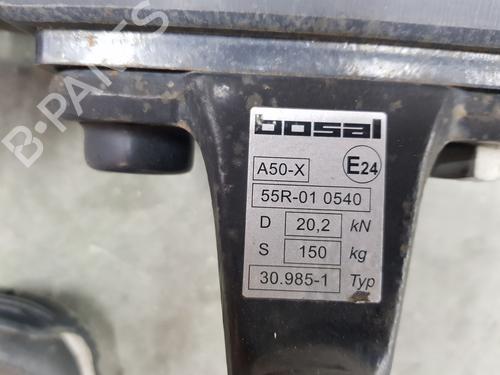 B-PARTS
bosal
A50-X E24
55R-01 0540
D 20,2 kN
S 150 kg
30.985-1 Typ